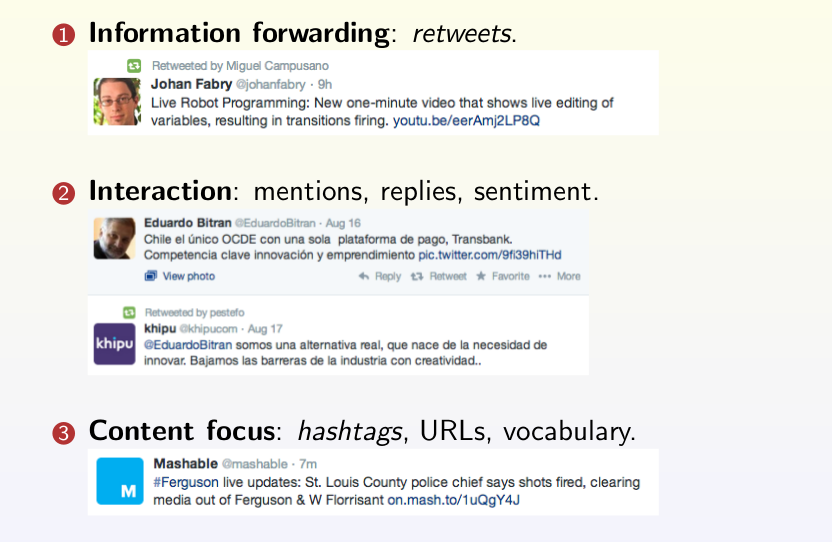 1 Information forwarding: retweets.
Retweeted by Miguel Campusano
Johan Fabry @johanfabry · 9h
Live Robot Programming: New one-minute video that shows live editing of
variables, resulting in transitions firing. youtu.be/eerAmj2LP8Q
2 Interaction: mentions, replies, sentiment.
Eduardo Bitran @EduardoBitran · Aug 16
Chile el único OCDE con una sola plataforma de pago, Transbank.
Competencia clave innovación y emprendimiento pic.twitter.com/9fi39hiTHd
View photo Reply Retweet Favorite More
Retweeted by pestefo
khipu khipu @khipucom · Aug 17
@EduardoBitran somos una alternativa real, que nace de la necesidad de
innovar. Bajamos las barreras de la industria con creatividad..
3 Content focus: hashtags, URLs, vocabulary.
Mashable @mashable · 7m
#Ferguson live updates: St. Louis County police chief says shots fired, clearing
M media out of Ferguson & W Florrisant on.mash.to/1uQgY4J